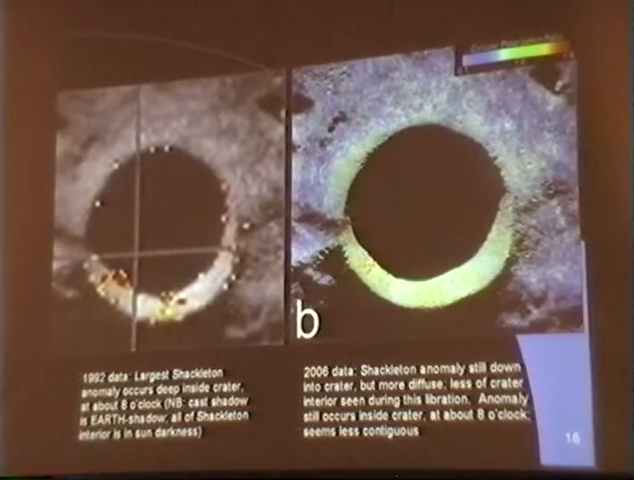 b
1992 data: Largest Shackleton
anomaly occurs deep inside crater,
at about 8 o'clock (NB: cast shadow
is EARTH-shadow; all of Shackleton
interior is in sun darkness)
2006 data: Shackleton anomaly still down
into crater, but more diffuse; less of crater
interior seen during this libration. Anomaly
still occurs inside crater, at about 8 o'clock;
seems less contiguous
16